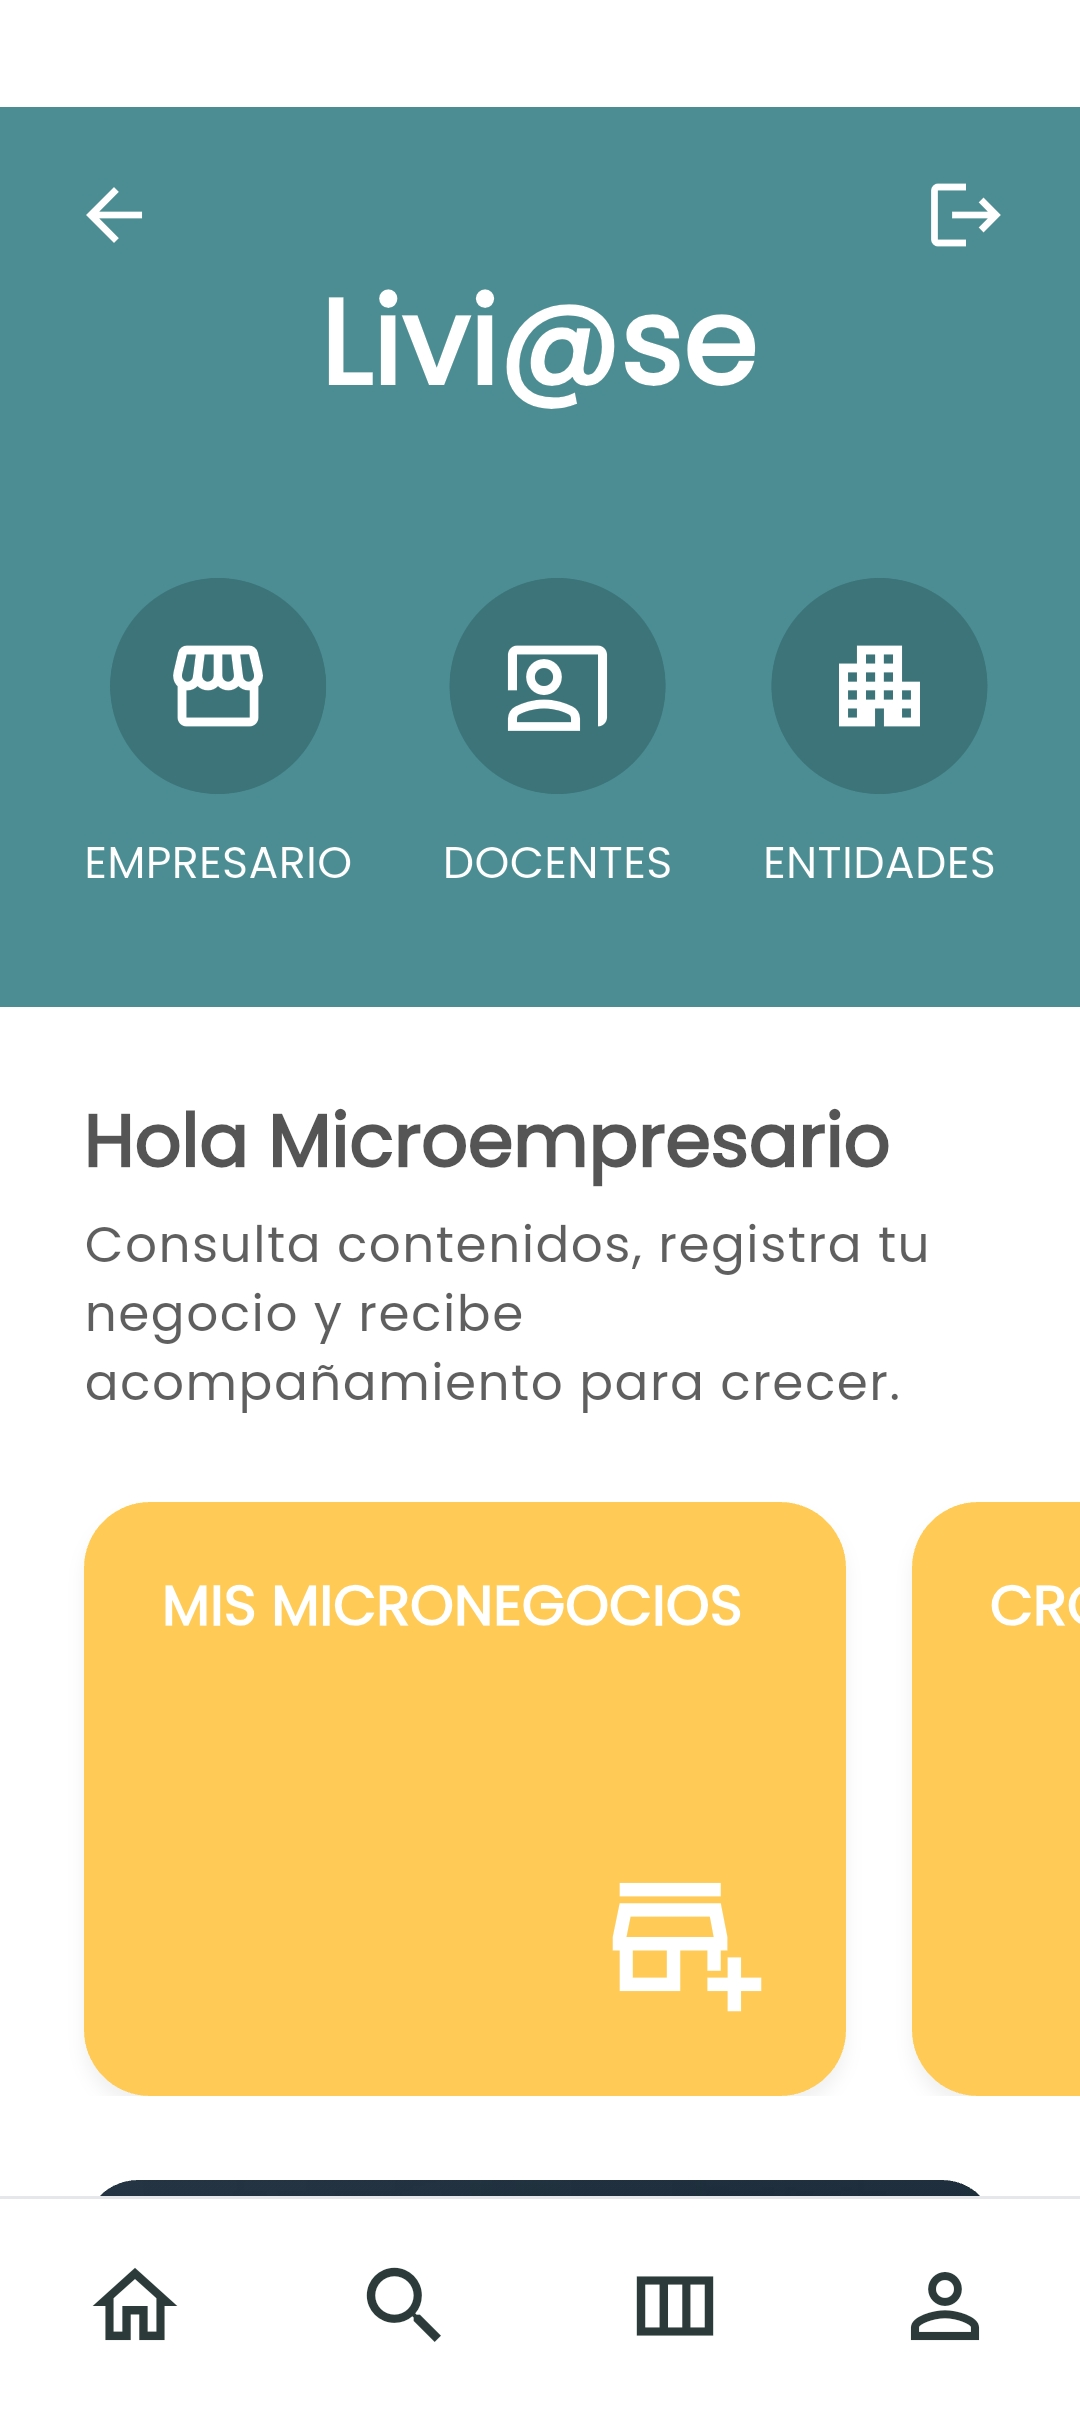 Livi@se
EMPRESARIO
DOCENTES
ENTIDADES
Hola Microempresario
Consulta contenidos, registra tu
negocio y recibe
acompañamiento para crecer.
MIS MICRONEGOCIOS